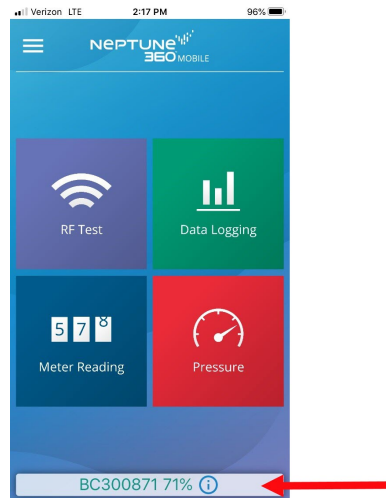 Verizon LTE 2:17 PM 96%
NEPTUNE
360 MOBILE
RF Test Data Logging
5 7 8
Meter Reading Pressure
BC300871 71% i